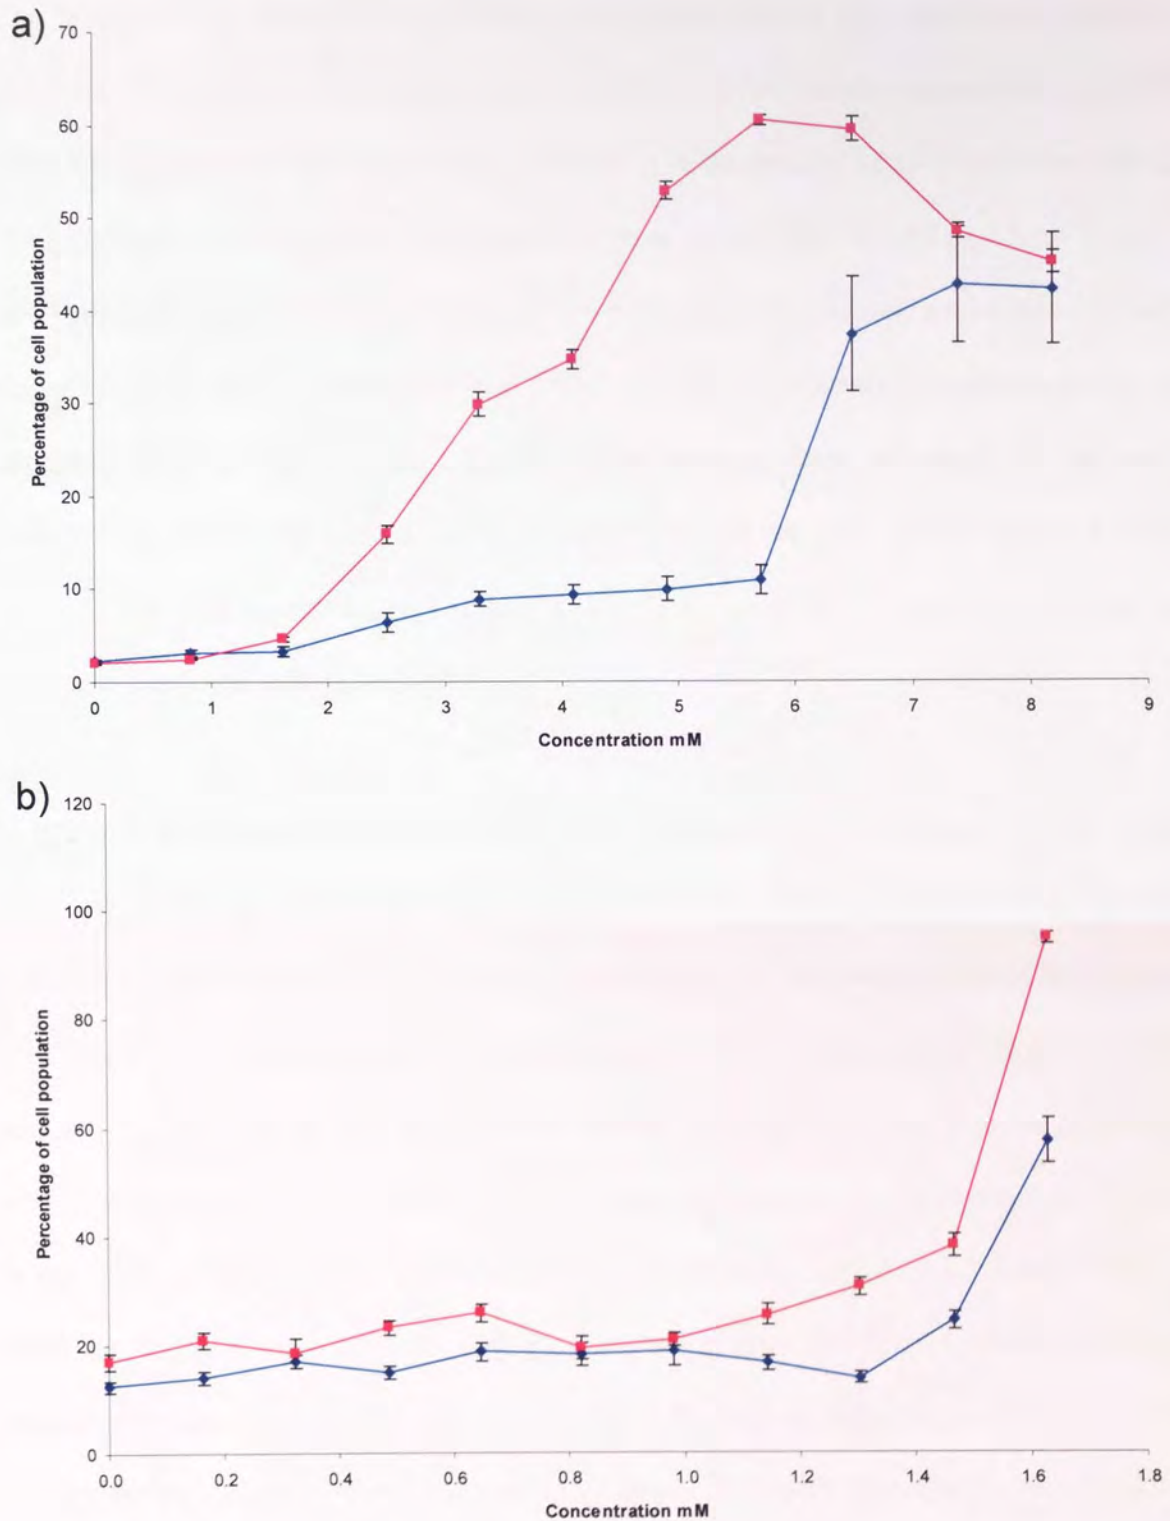 a)
70
60
50
40
30
20
10
0
Percentage of cell population
0 1 2 3 4 5 6 7 8 9
Concentration mM
b)
120
100
80
60
40
20
0
Percentage of cell population
0.0 0.2 0.4 0.6 0.8 1.0 1.2 1.4 1.6 1.8
Concentration mM